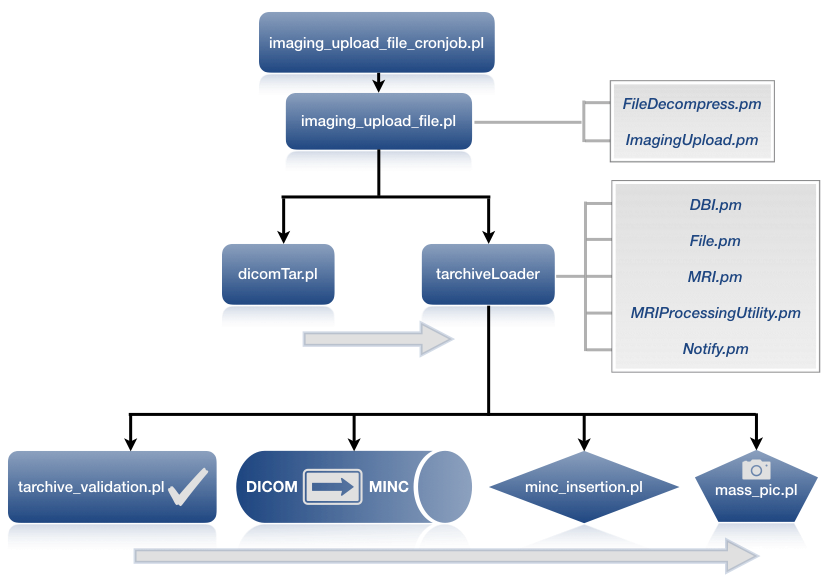 imaging_upload_file_cronjob.pl
imaging_upload_file.pl
FileDecompress.pm
ImagingUpload.pm
dicomTar.pl
tarchiveLoader
DBI.pm
File.pm
MRI.pm
MRIProcessingUtility.pm
Notify.pm
tarchive_validation.pl
DICOM MINC
minc_insertion.pl
mass_pic.pl